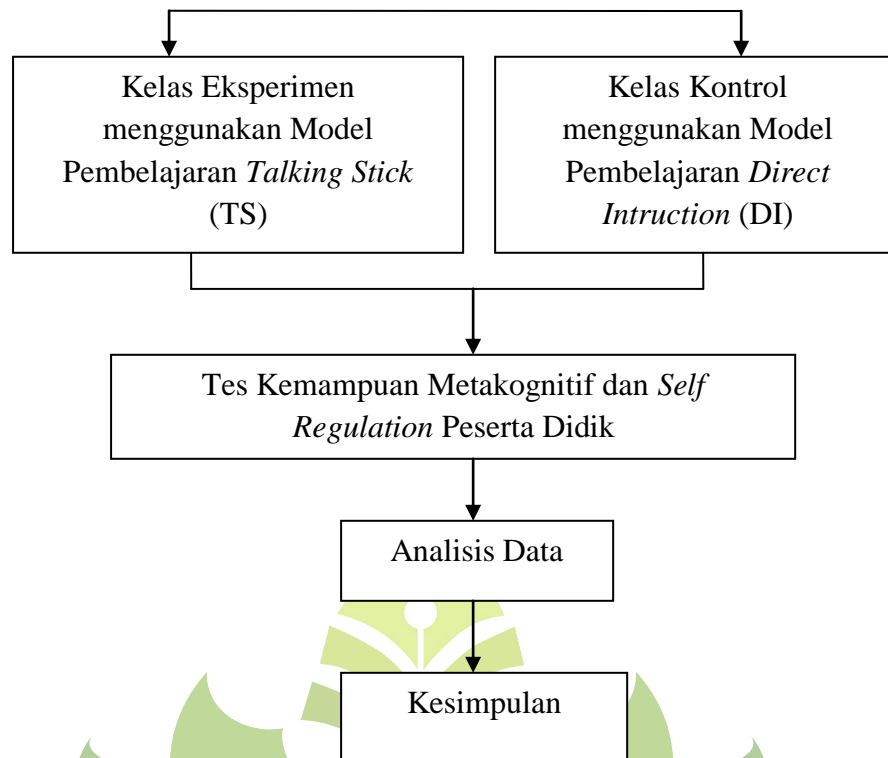 Kelas Eksperimen
menggunakan Model
Pembelajaran Talking Stick
(TS)
Kelas Kontrol
menggunakan Model
Pembelajaran Direct
Intruction (DI)
Tes Kemampuan Metakognitif dan Self
Regulation Peserta Didik
Analisis Data
Kesimpulan